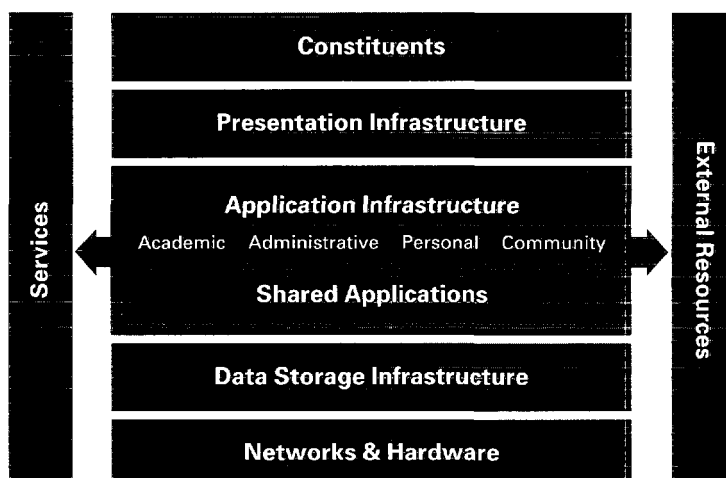 Services
Constituents
Presentation Infrastructure
Application Infrastructure
Academic Administrative Personal Community
Shared Applications
Data Storage Infrastructure
Networks & Hardware
External Resources